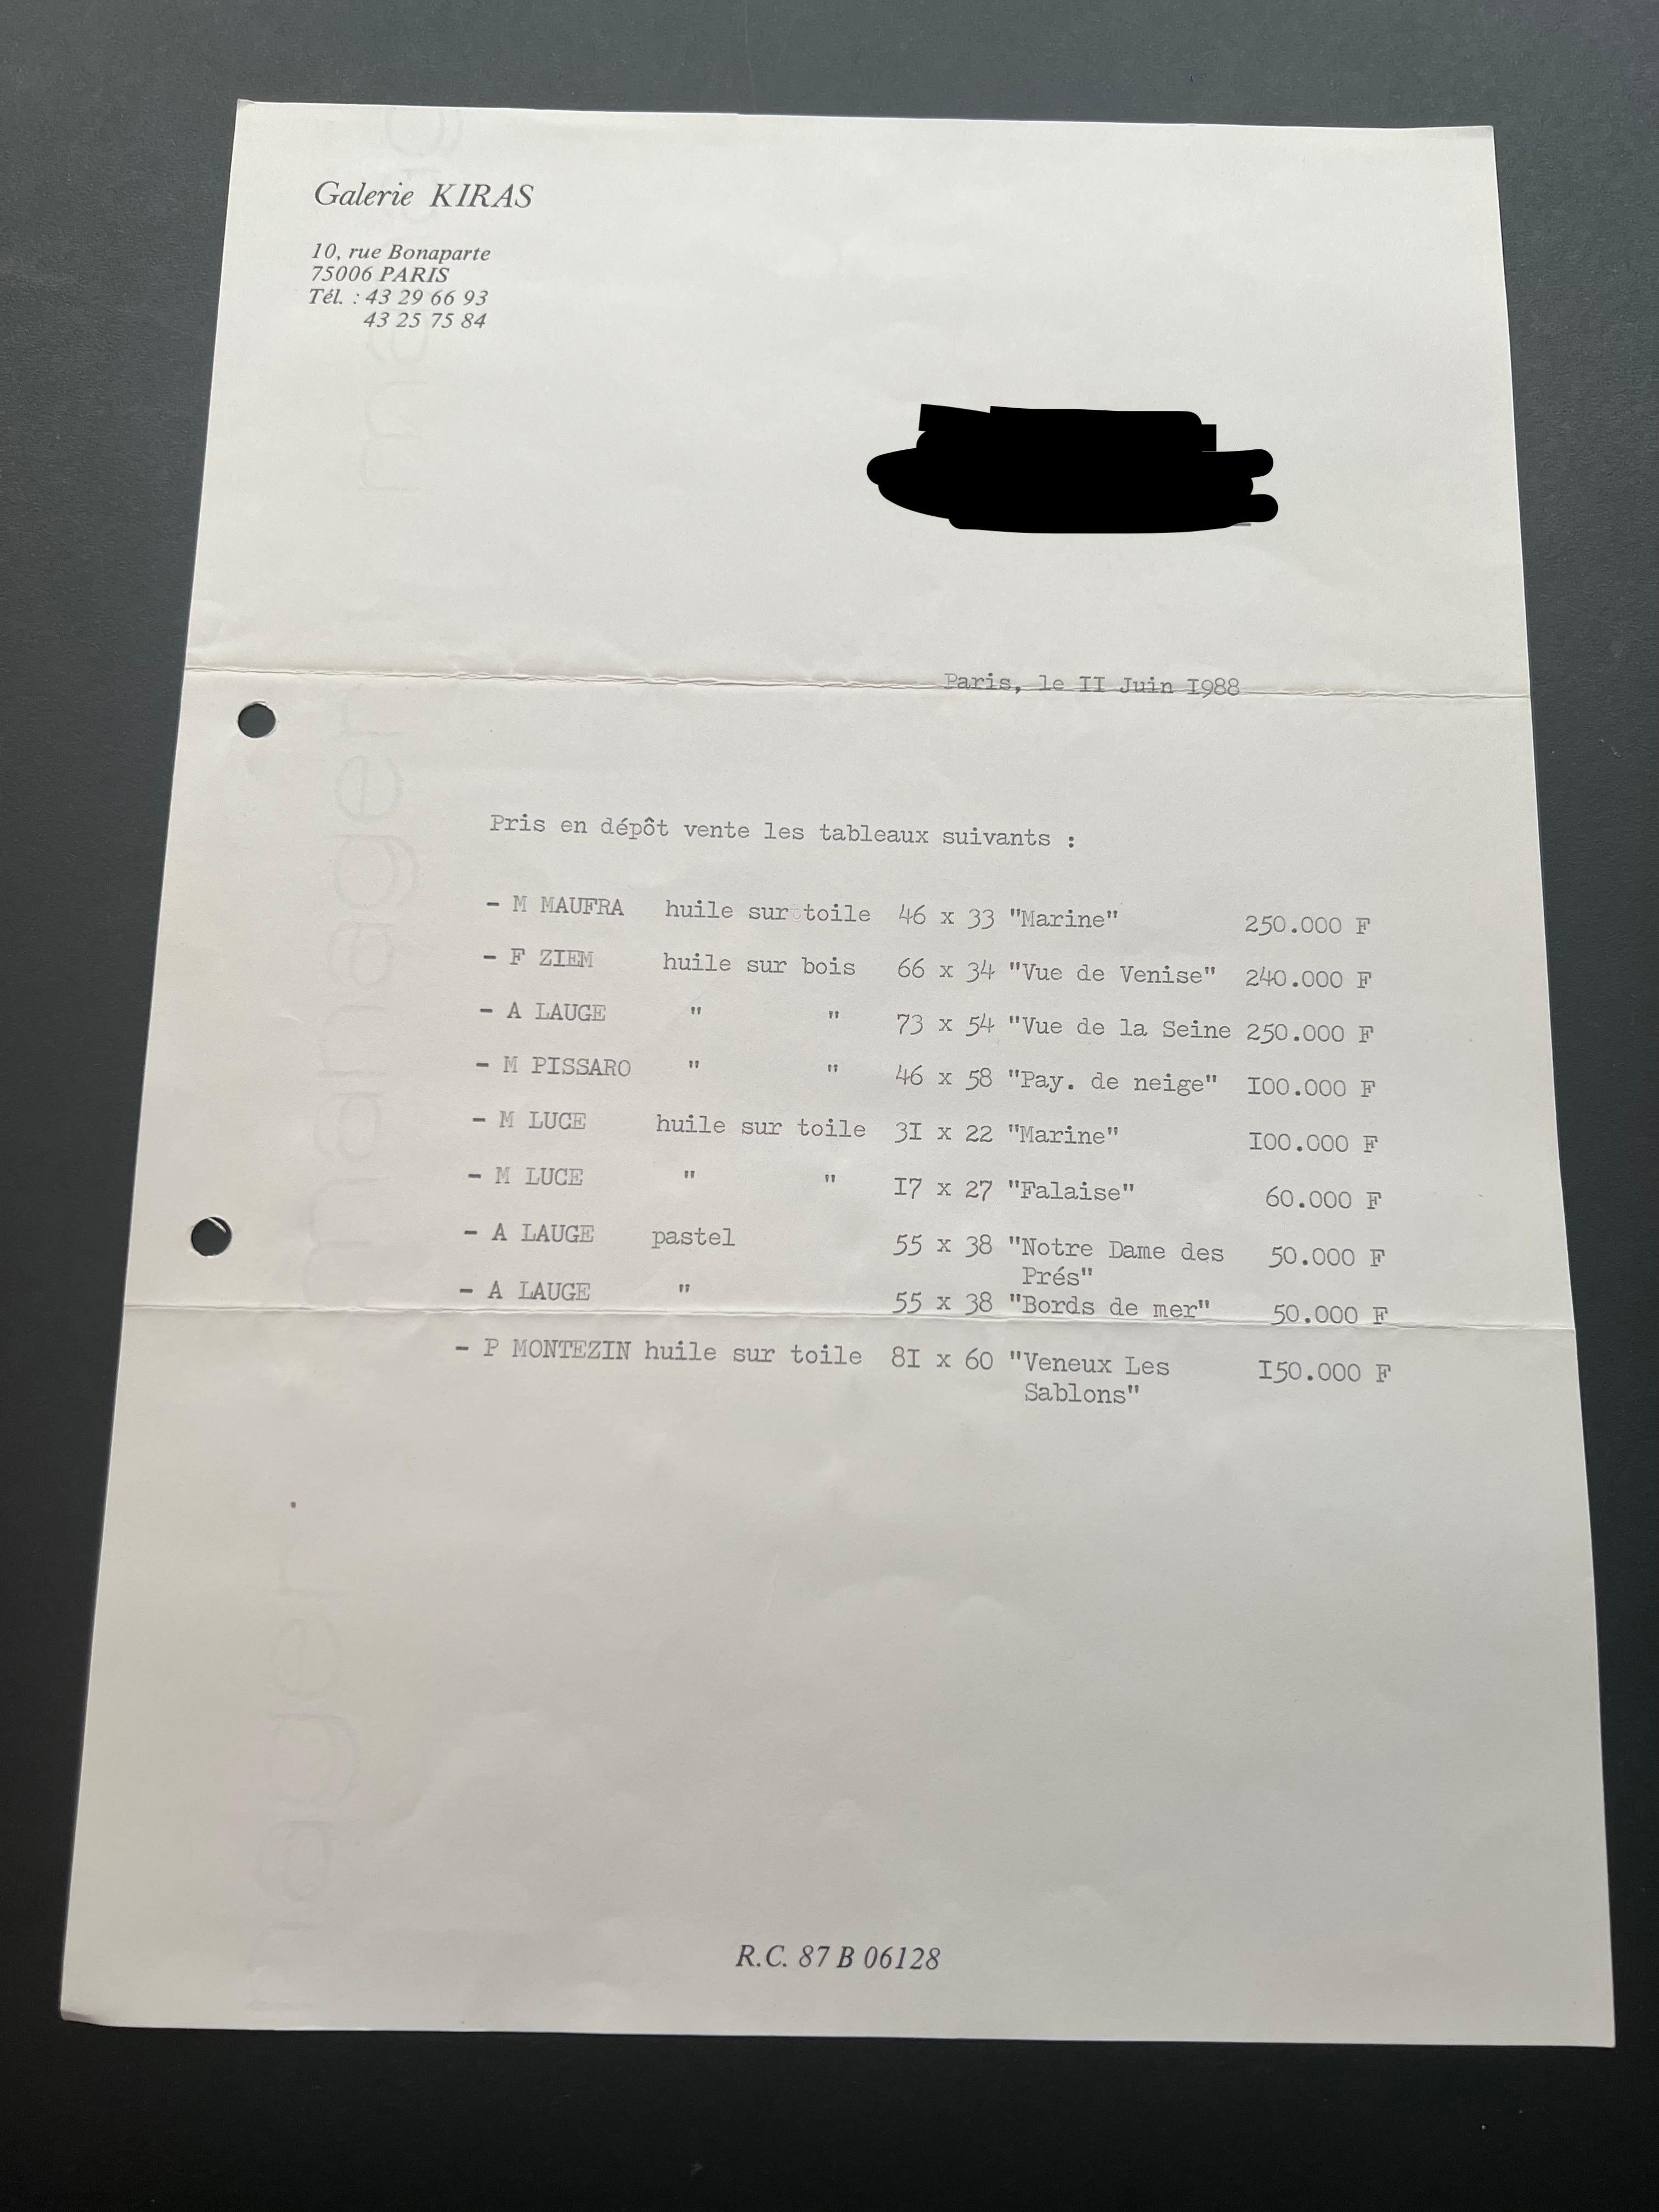 Galerie KIRAS
10, rue Bonaparte
75006 PARIS
Tél. : 43 29 66 93
43 25 75 84
Paris, le II Juin I988
Pris en dépôt vente les tableaux suivants :
- M MAUFRA huile sur toile 46 x 33 "Marine" 250.000 F
- F ZIEM huile sur bois 66 x 34 "Vue de Venise" 240.000 F
- A LAUGE " " 73 x 54 "Vue de la Seine 250.000 F
- M PISSARO " " 46 x 58 "Pay. de neige" I00.000 F
- M LUCE huile sur toile 3I x 22 "Marine" I00.000 F
- M LUCE " " I7 x 27 "Falaise" 60.000 F
- A LAUGE pastel 55 x 38 "Notre Dame des 50.000 F
Prés"
- A LAUGE " 55 x 38 "Bords de mer" 50.000 F
- P MONTEZIN huile sur toile 8I x 60 "Veneux Les I50.000 F
Sablons"
R.C. 87 B 06128